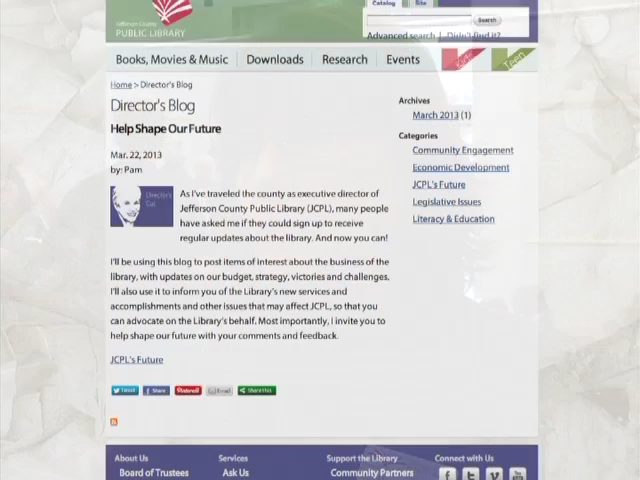 Jefferson County
PUBLIC LIBRARY
Catalog
Site
Search
Advanced search | Didn't find it?
Books, Movies & Music
Downloads
Research
Events
Kids
Teen
Home > Director's Blog
Director's Blog
Help Shape Our Future
Mar. 22, 2013
by: Pam
Director's
As I've traveled the county as executive director of
Jefferson County Public Library (JCPL), many people
have asked me if they could sign up to receive
regular updates about the library. And now you can!
I'll be using this blog to post items of interest about the business of the
library, with updates on our budget, strategy, victories and challenges.
I'll also use it to inform you of the Library's new services and
accomplishments and other issues that may affect JCPL, so that you
can advocate on the Library's behalf. Most importantly, I invite you to
help shape our future with your comments and feedback.
JCPL's Future
Tweet
Share
Pinterest
Email
ShareThis
Archives
March 2013 (1)
Categories
Community Engagement
Economic Development
JCPL's Future
Legislative Issues
Literacy & Education
About Us
Board of Trustees
Services
Ask Us
Support the Library
Community Partners
Connect with Us